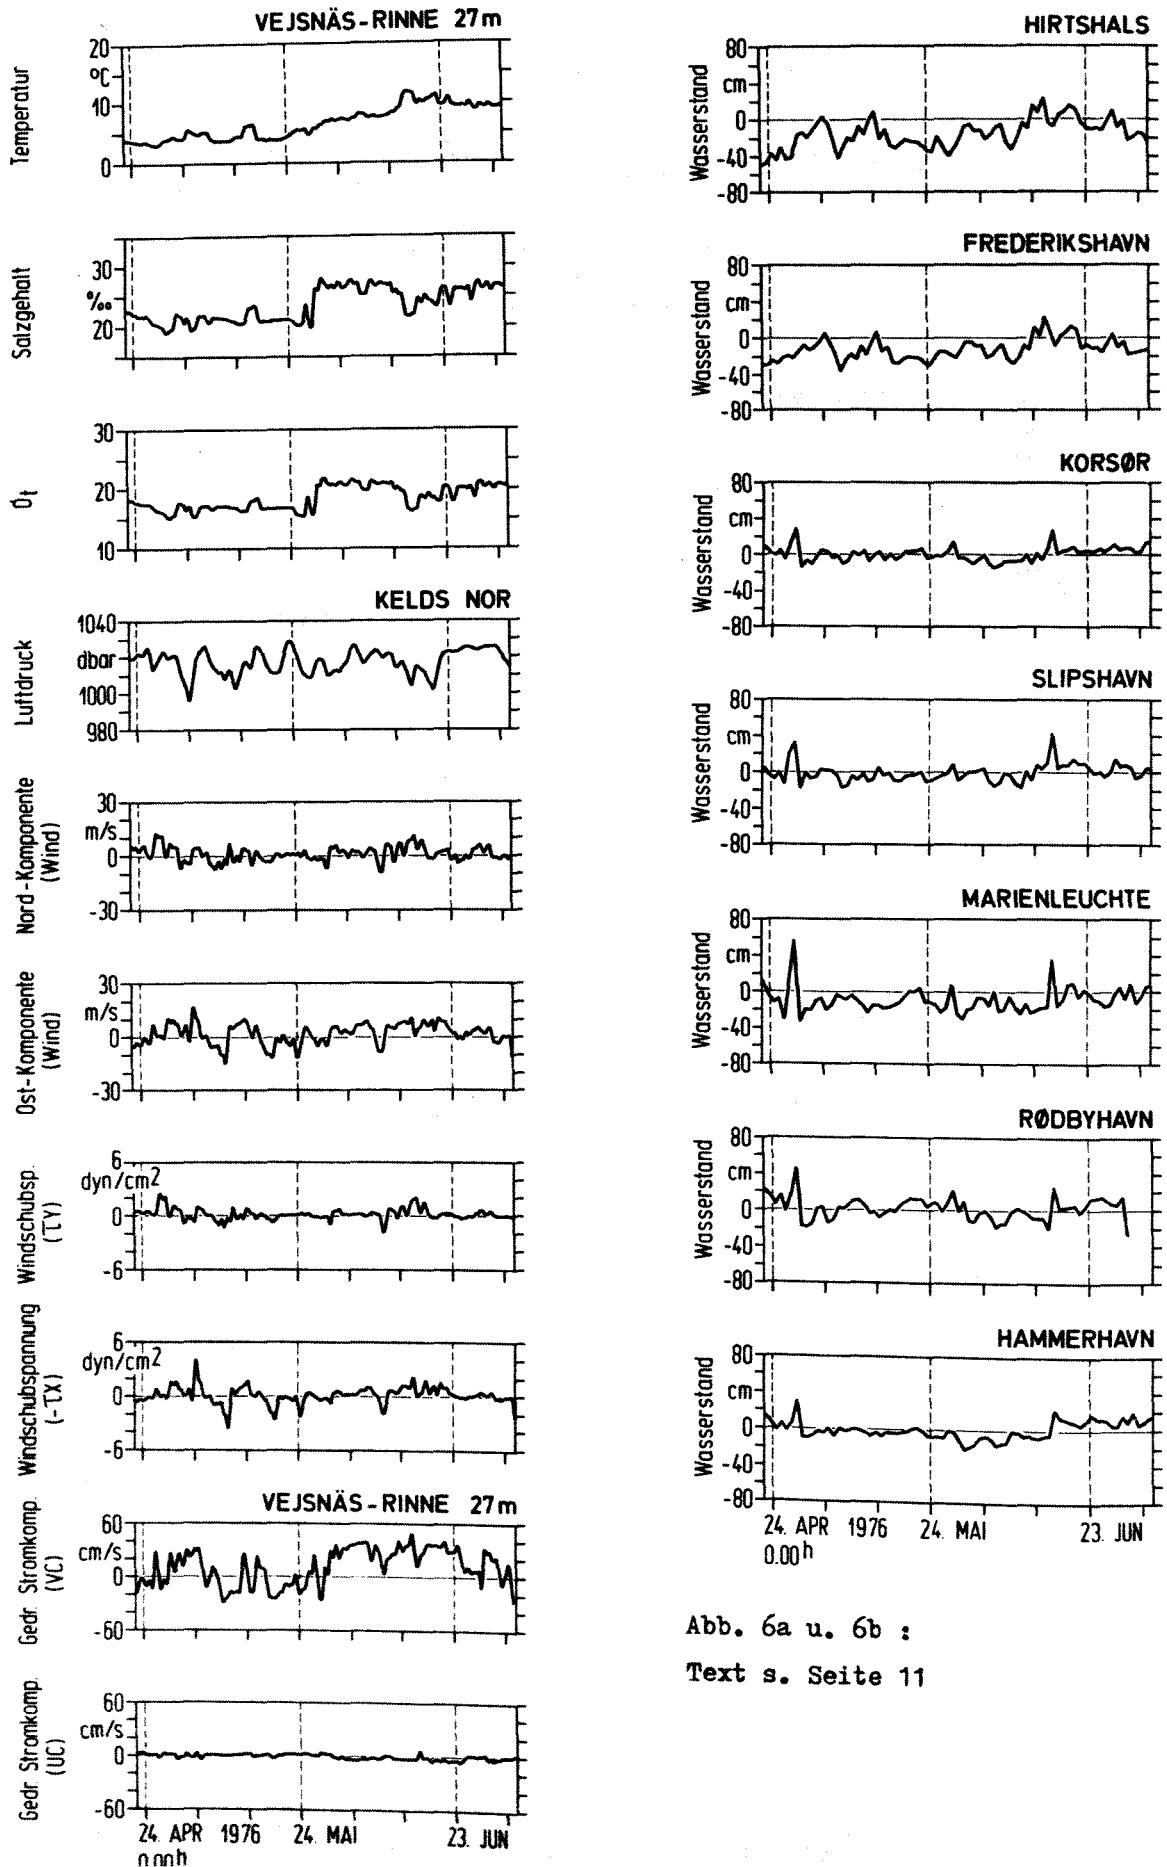 VEJSNÄS-RINNE 27m
Temperatur
20
°C
10
0
Salzgehalt
30
‰
20
σt
30
20
10
KELDS NOR
Luftdruck
1040
dbar
1000
980
Nord-Komponente
(Wind)
30
m/s
0
-30
Ost-Komponente
(Wind)
30
m/s
0
-30
Windschubsp.
(τY)
6
dyn/cm2
0
-6
Windschubspannung
(-τX)
6
dyn/cm2
0
-6
VEJSNÄS-RINNE 27m
Gedr. Stromkomp.
(VC)
60
cm/s
0
-60
Gedr. Stromkomp.
(UC)
60
cm/s
0
-60
24. APR 1976 24. MAI 23. JUN
0.00h
HIRTSHALS
Wasserstand
80
cm
0
-40
-80
FREDERIKSHAVN
Wasserstand
80
cm
0
-40
-80
KORSØR
Wasserstand
80
cm
0
-40
-80
SLIPSHAVN
Wasserstand
80
cm
0
-40
-80
MARIENLEUCHTE
Wasserstand
80
cm
0
-40
-80
RØDBYHAVN
Wasserstand
80
cm
0
-40
-80
HAMMERHAVN
Wasserstand
80
cm
0
-40
-80
24. APR 1976 24. MAI 23. JUN
0.00h
Abb. 6a u. 6b :
Text s. Seite 11